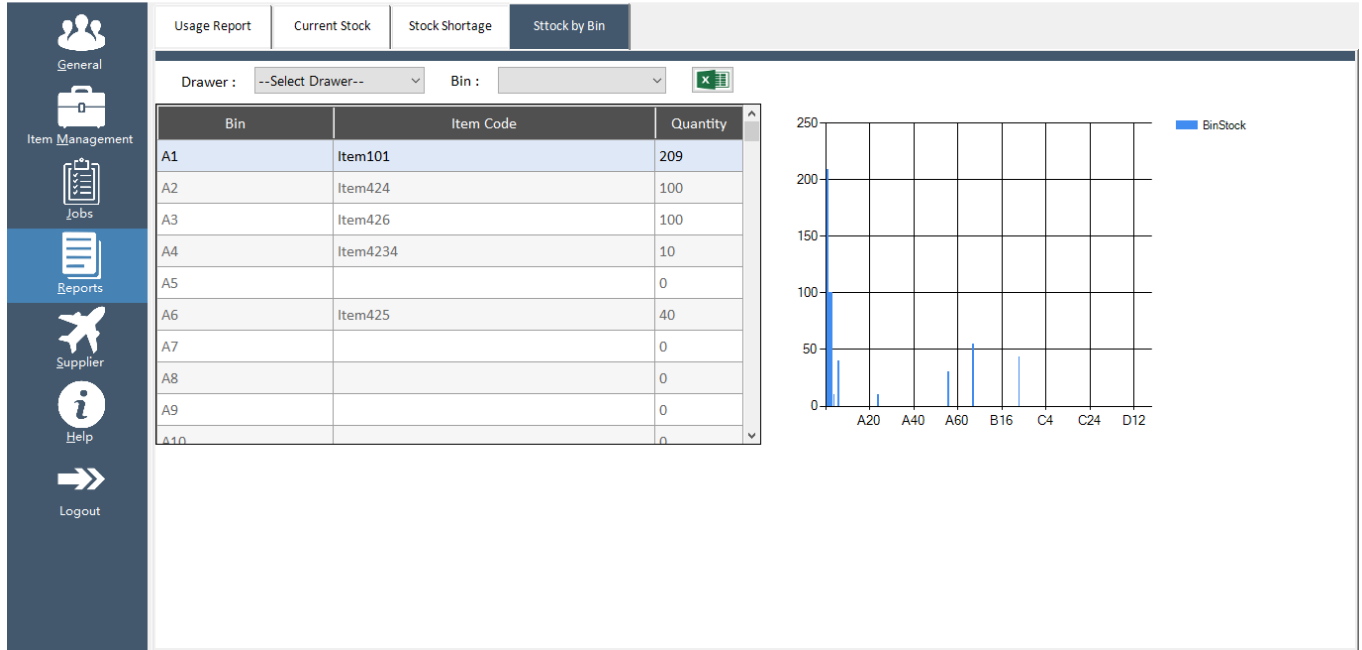 General
Item Management
Jobs
Reports
Supplier
Help
Logout
Usage Report Current Stock Stock Shortage Sttock by Bin
Drawer : --Select Drawer-- Bin :
Bin Item Code Quantity
A1 Item101 209
A2 Item424 100
A3 Item426 100
A4 Item4234 10
A5 0
A6 Item425 40
A7 0
A8 0
A9 0
A10 0
250
200
150
100
50
0
A20 A40 A60 B16 C4 C24 D12
BinStock